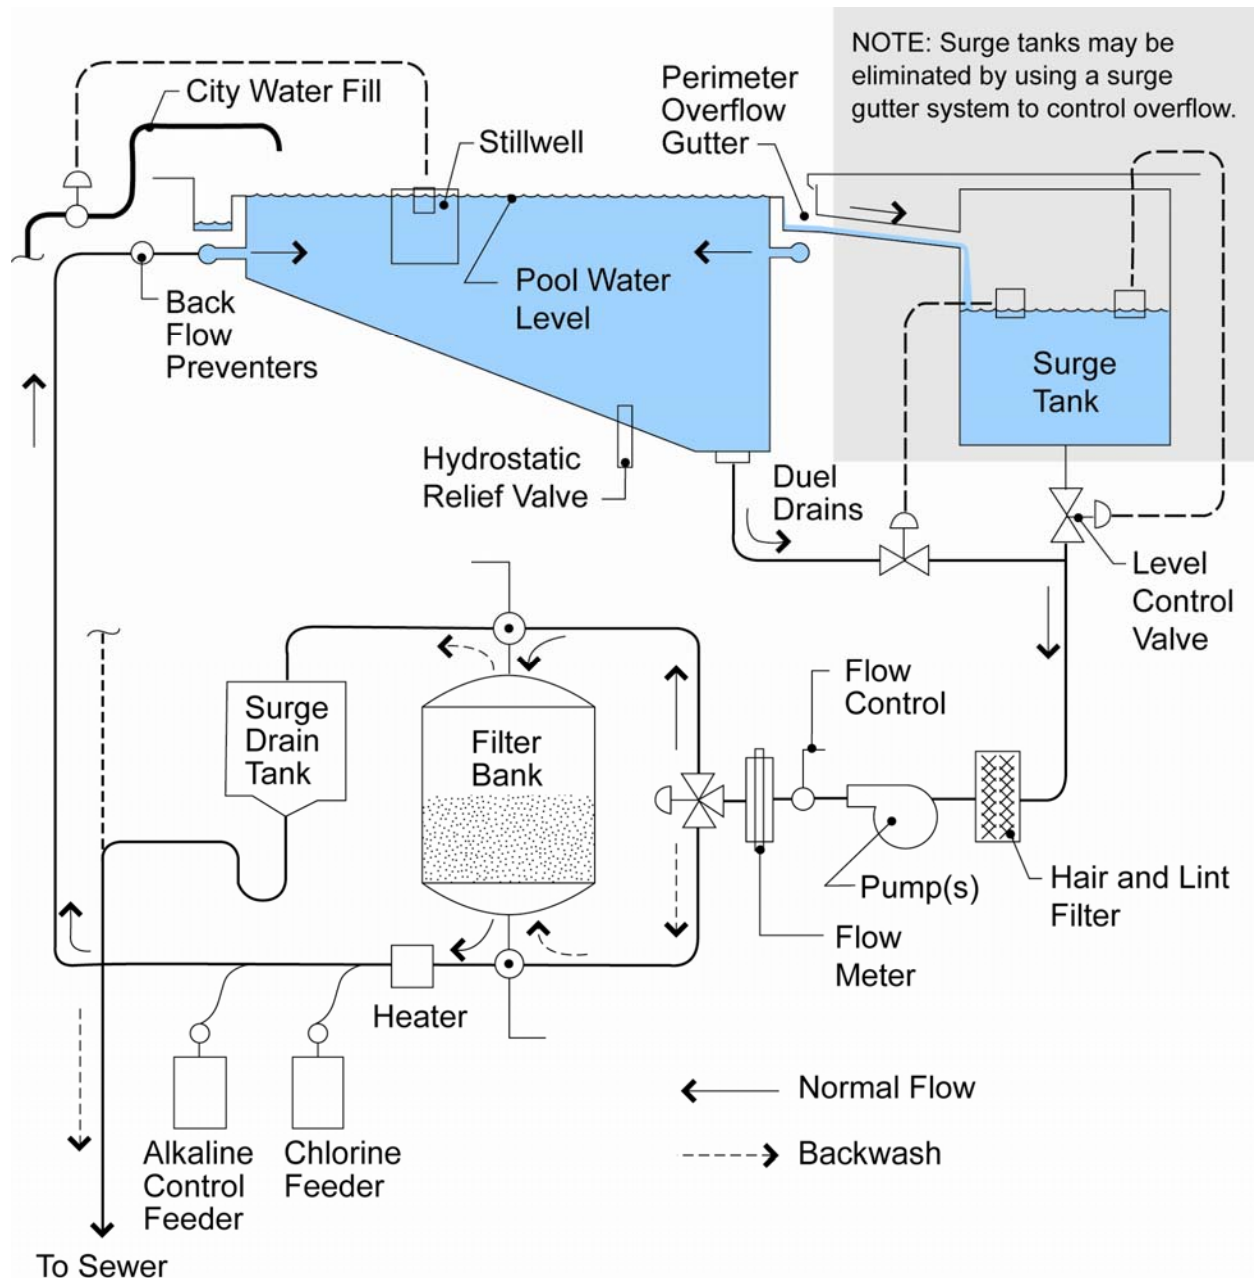 NOTE: Surge tanks may be
eliminated by using a surge
gutter system to control overflow.
City Water Fill
Perimeter
Overflow
Gutter
Stillwell
Pool Water
Level
Back
Flow
Preventers
Surge
Tank
Hydrostatic
Relief Valve
Duel
Drains
Level
Control
Valve
Flow
Control
Surge
Drain
Tank
Filter
Bank
Pump(s)
Hair and Lint
Filter
Flow
Meter
Heater
Normal Flow
Backwash
Alkaline
Control
Feeder
Chlorine
Feeder
To Sewer